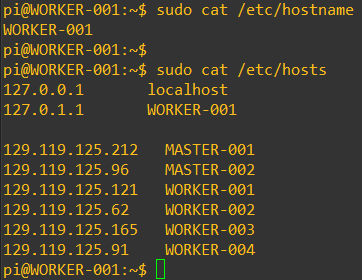 pi@WORKER-001:~$ sudo cat /etc/hostname
WORKER-001
pi@WORKER-001:~$
pi@WORKER-001:~$ sudo cat /etc/hosts
127.0.0.1 localhost
127.0.1.1 WORKER-001
129.119.125.212 MASTER-001
129.119.125.96 MASTER-002
129.119.125.121 WORKER-001
129.119.125.62 WORKER-002
129.119.125.165 WORKER-003
129.119.125.91 WORKER-004
pi@WORKER-001:~$